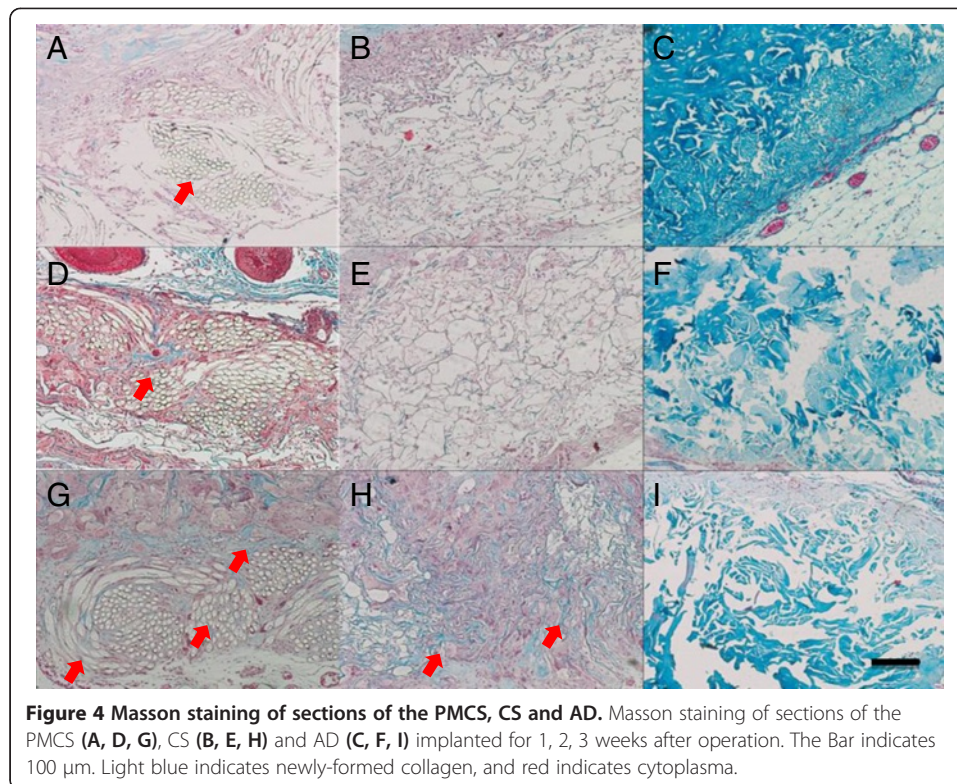 A
B
C
D
E
F
G
H
I
Figure 4 Masson staining of sections of the PMCS, CS and AD. Masson staining of sections of the
PMCS (A, D, G), CS (B, E, H) and AD (C, F, I) implanted for 1, 2, 3 weeks after operation. The Bar indicates
100 μm. Light blue indicates newly-formed collagen, and red indicates cytoplasma.